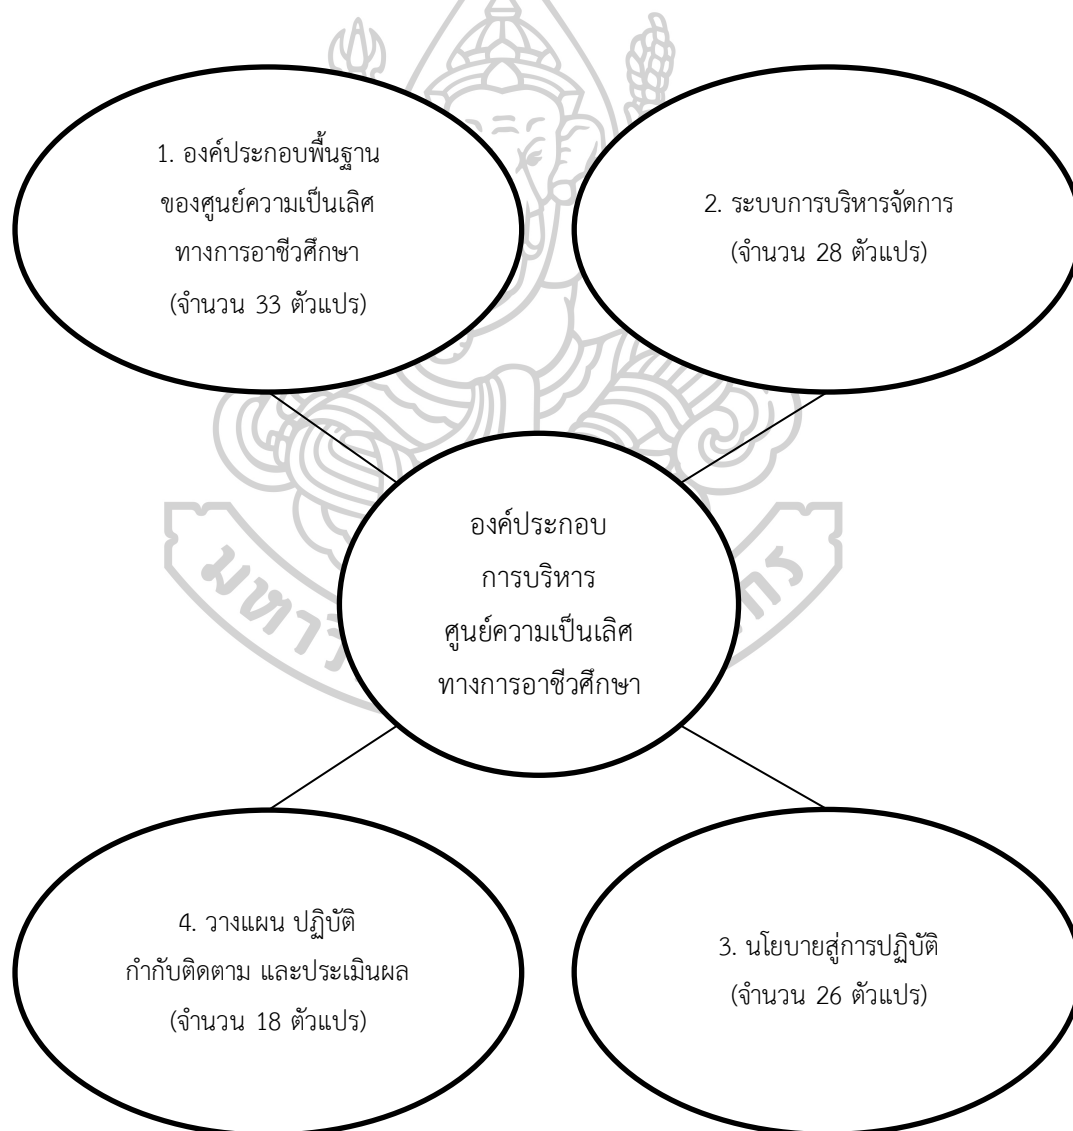 1. องค์ประกอบพื้นฐาน
ของศูนย์ความเป็นเลิศ
ทางการอาชีวศึกษา
(จำนวน 33 ตัวแปร)
2. ระบบการบริหารจัดการ
(จำนวน 28 ตัวแปร)
องค์ประกอบ
การบริหาร
ศูนย์ความเป็นเลิศ
ทางการอาชีวศึกษา
4. วางแผน ปฏิบัติ
กำกับติดตาม และประเมินผล
(จำนวน 18 ตัวแปร)
3. นโยบายสู่การปฏิบัติ
(จำนวน 26 ตัวแปร)